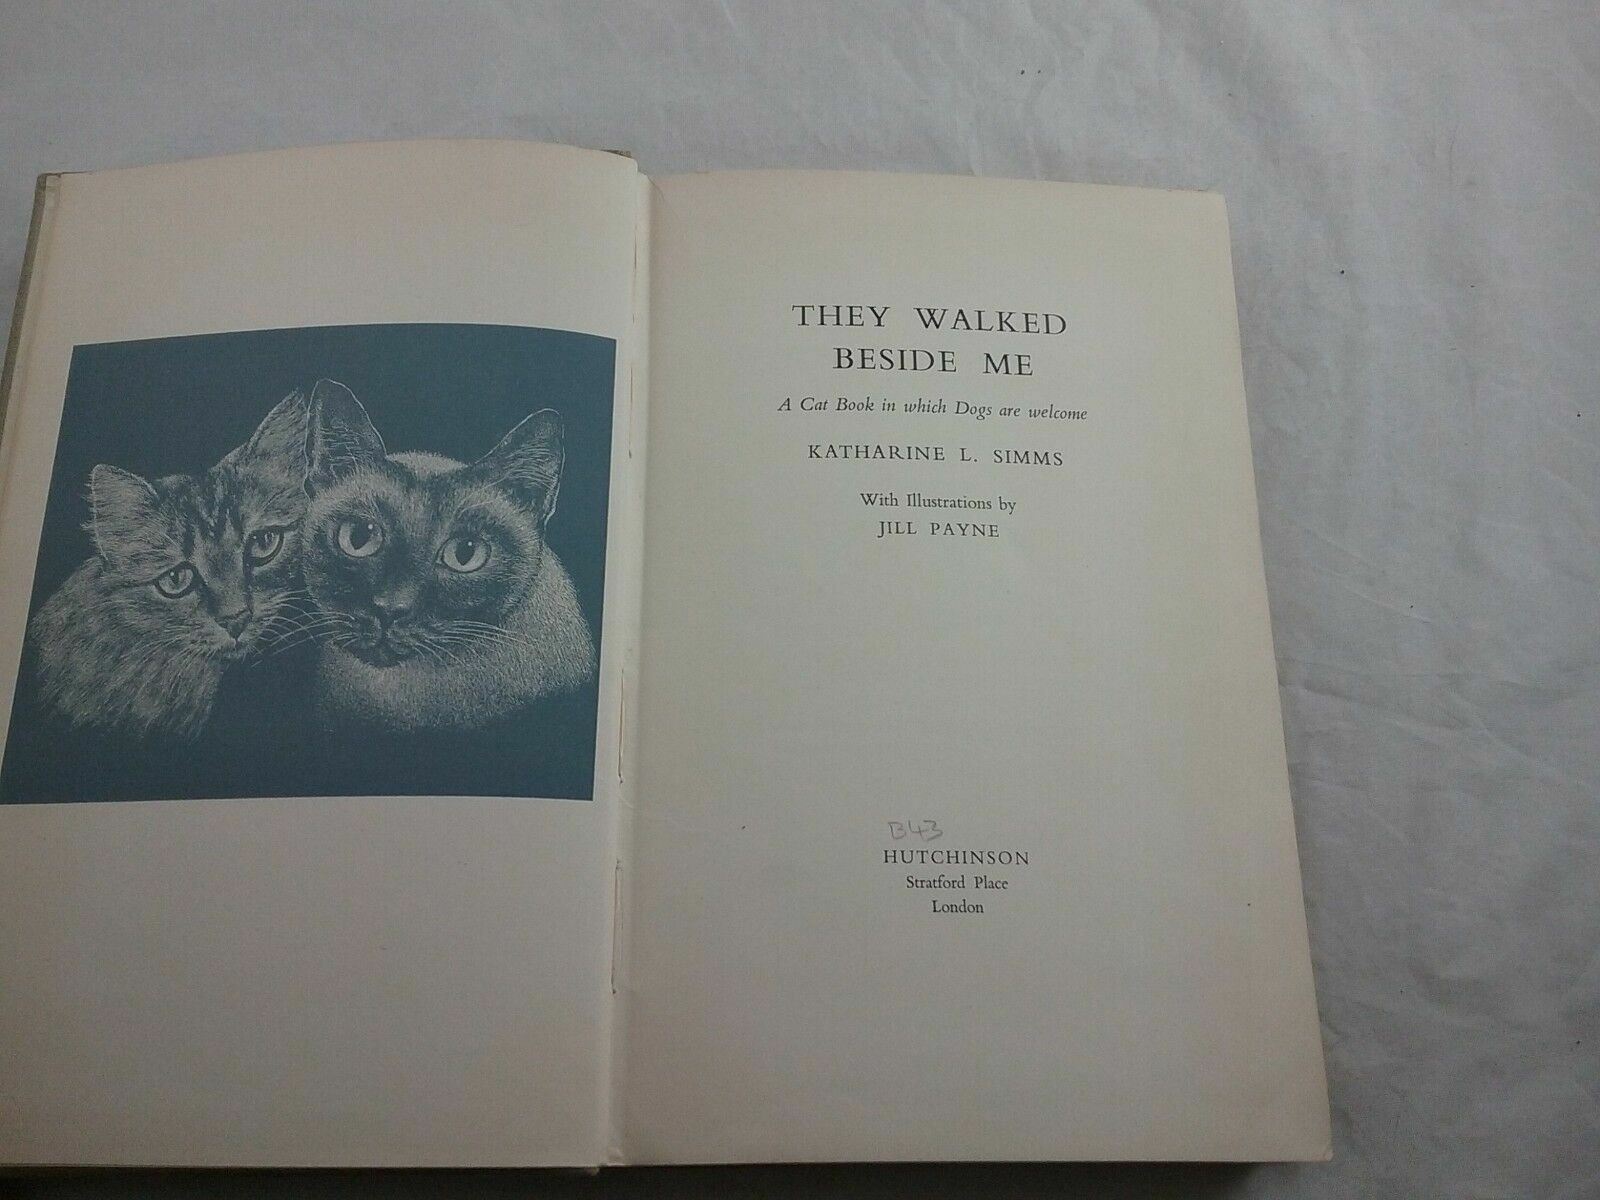 THEY WALKED
BESIDE ME
A Cat Book in which Dogs are welcome
KATHARINE L. SIMMS
With Illustrations by
JILL PAYNE
B43
HUTCHINSON
Stratford Place
London